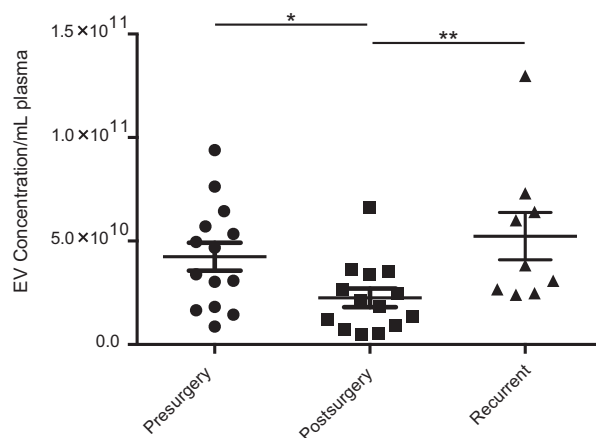 *
**
1.5×10¹¹
1.0×10¹¹
5.0×10¹⁰
0.0
EV Concentration/mL plasma
Presurgery
Postsurgery
Recurrent